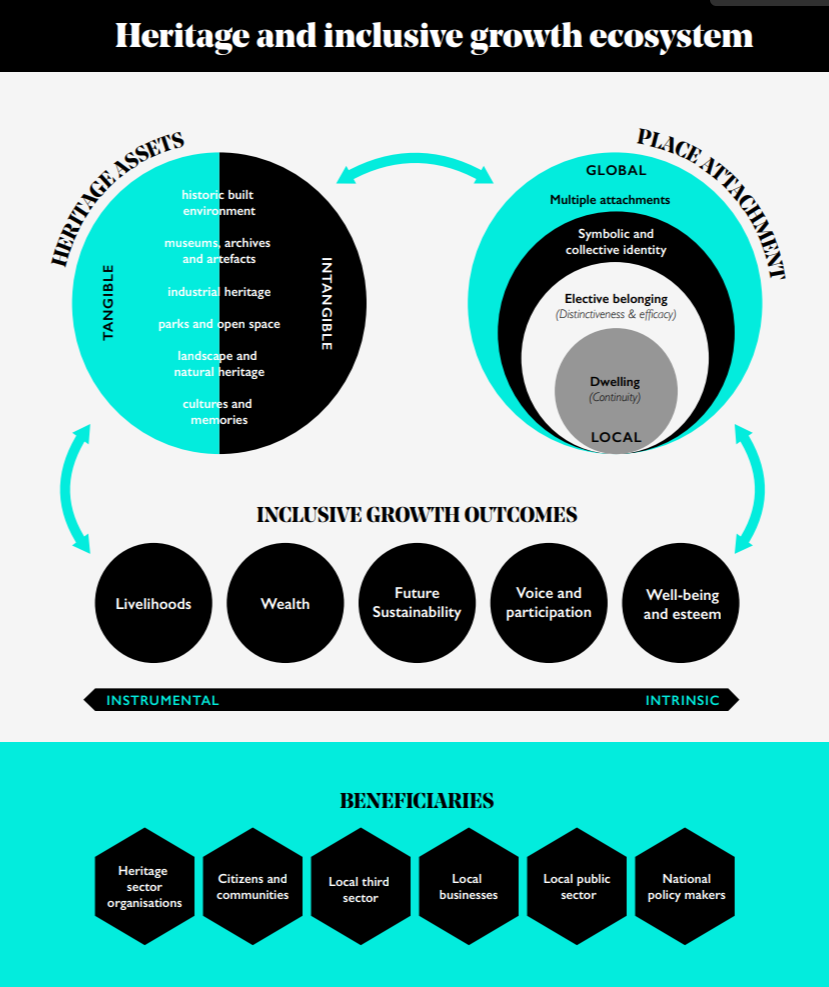 Heritage and inclusive growth ecosystem
HERITAGE ASSETS
TANGIBLE
historic built
environment
museums, archives
and artefacts
industrial heritage
parks and open space
landscape and
natural heritage
cultures and
memories
INTANGIBLE
PLACE ATTACHMENT
GLOBAL
Multiple attachments
Symbolic and
collective identity
Elective belonging
(Distinctiveness & efficacy)
Dwelling
(Continuity)
LOCAL
INCLUSIVE GROWTH OUTCOMES
Livelihoods
Wealth
Future
Sustainability
Voice and
participation
Well-being
and esteem
INSTRUMENTAL
INTRINSIC
BENEFICIARIES
Heritage
sector
organisations
Citizens and
communities
Local third
sector
Local
businesses
Local public
sector
National
policy makers